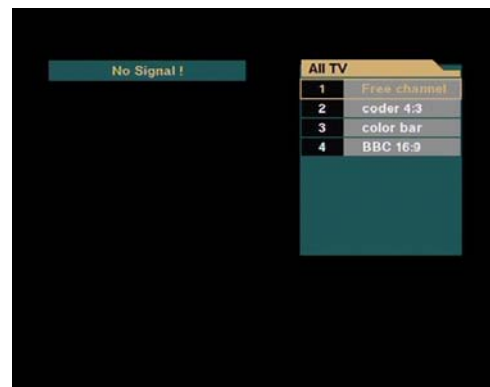 No Signal !
All TV
1 Free channel
2 coder 4:3
3 color bar
4 BBC 16:9